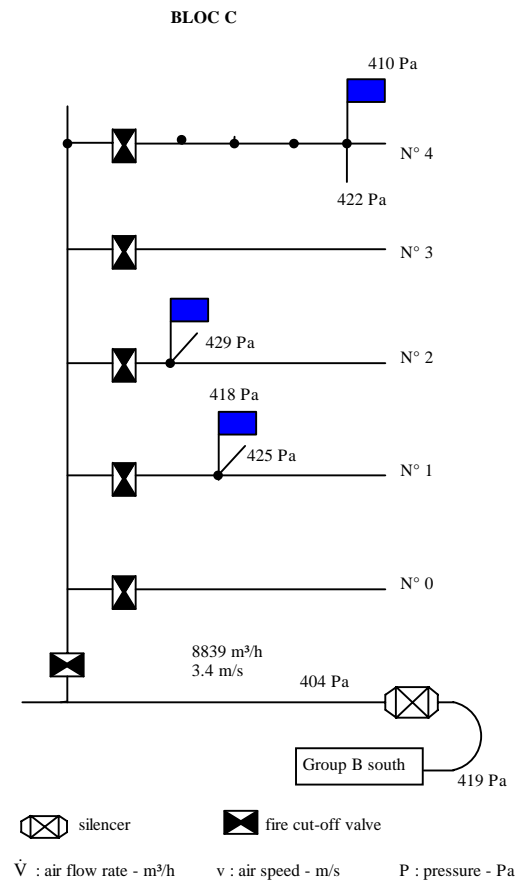 BLOC C
410 Pa
N° 4
422 Pa
N° 3
429 Pa
N° 2
418 Pa
425 Pa
N° 1
N° 0
8839 m³/h
3.4 m/s
404 Pa
Group B south
419 Pa
silencer
fire cut-off valve
V̇ : air flow rate - m³/h
v : air speed - m/s
P : pressure - Pa